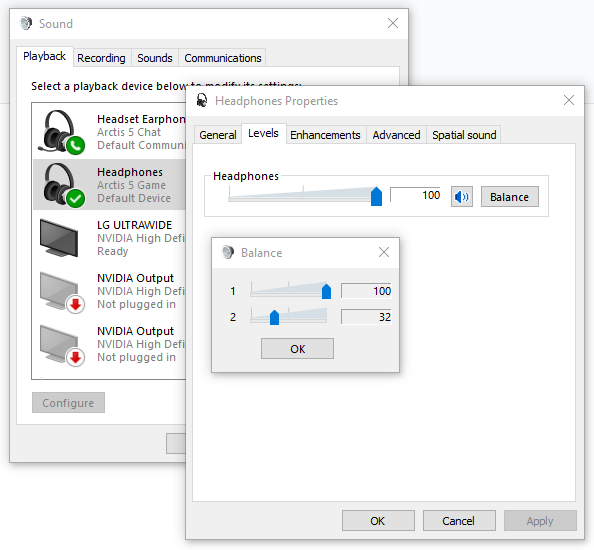 Sound
Playback Recording Sounds Communications
Select a playback device below to modify its settings:
Headset Earphon
Arctis 5 Chat
Default Commun
Headphones
Arctis 5 Game
Default Device
LG ULTRAWIDE
NVIDIA High Defi
Ready
NVIDIA Output
NVIDIA High Defi
Not plugged in
NVIDIA Output
NVIDIA High Defi
Not plugged in
Configure
Headphones Properties
General Levels Enhancements Advanced Spatial sound
Headphones
100 Balance
Balance
1 100
2 32
OK
OK Cancel Apply